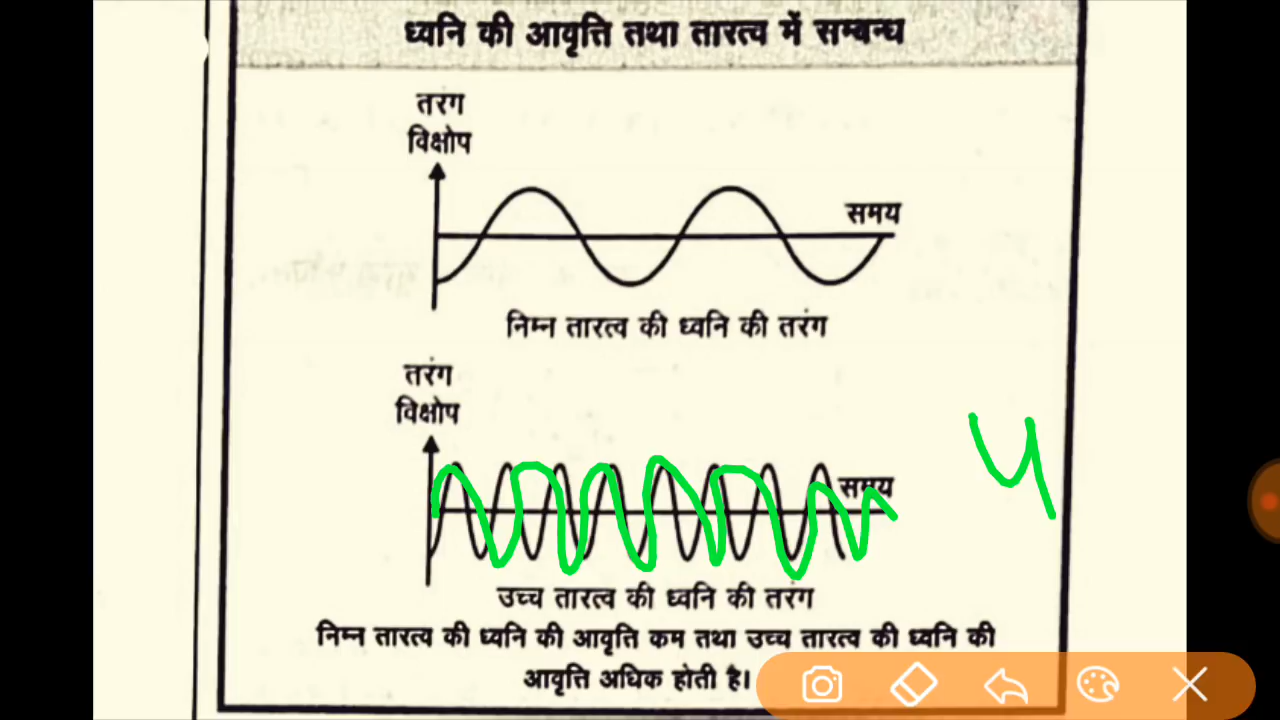 ध्वनि की आवृत्ति तथा तारत्व में सम्बन्ध
तरंग
विक्षोप
समय
निम्न तारत्व की ध्वनि की तरंग
तरंग
विक्षोप
समय
उच्च तारत्व की ध्वनि की तरंग
निम्न तारत्व की ध्वनि की आवृत्ति कम तथा उच्च तारत्व की ध्वनि की
आवृत्ति अधिक होती है।